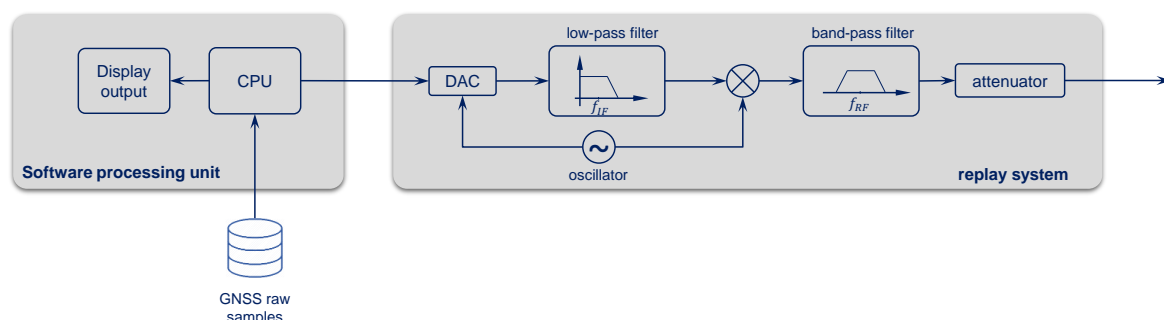 low-pass filter
band-pass filter
Display
output
CPU
DAC
f_IF
f_RF
attenuator
oscillator
Software processing unit
replay system
GNSS raw
samples